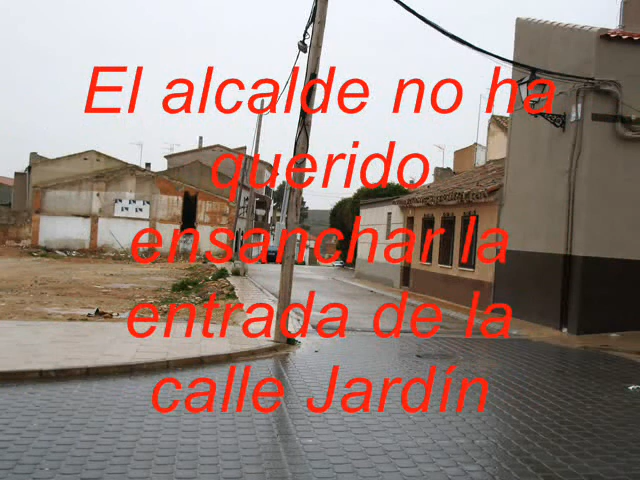 El alcalde no ha
querido
ensanchar la
entrada de la
calle Jardín